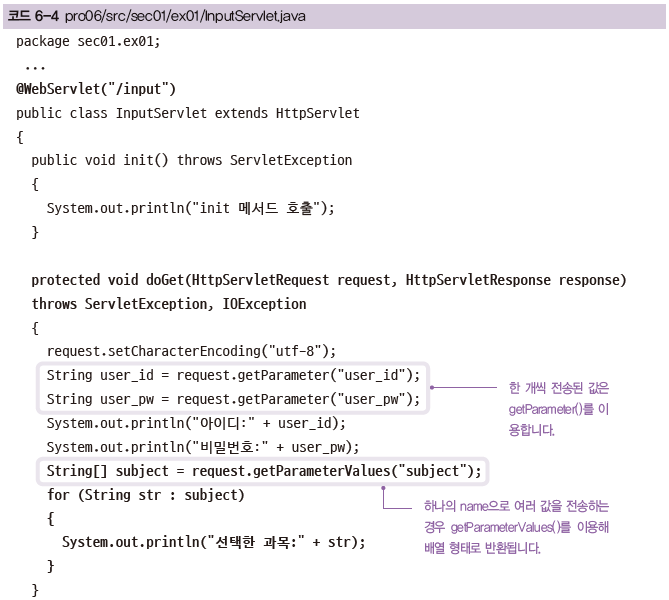 코드 6-4 pro06/src/sec01/ex01/InputServlet.java
package sec01.ex01;
...
@WebServlet("/input")
public class InputServlet extends HttpServlet
{
public void init() throws ServletException
{
System.out.println("init 메서드 호출");
}
protected void doGet(HttpServletRequest request, HttpServletResponse response)
throws ServletException, IOException
{
request.setCharacterEncoding("utf-8");
String user_id = request.getParameter("user_id");
String user_pw = request.getParameter("user_pw");
한 개씩 전송된 값은
getParameter()를 이
용합니다.
System.out.println("아이디:" + user_id);
System.out.println("비밀번호:" + user_pw);
String[] subject = request.getParameterValues("subject");
for (String str : subject)
{
System.out.println("선택한 과목:" + str);
}
하나의 name으로 여러 값을 전송하는
경우 getParameterValues()를 이용해
배열 형태로 반환됩니다.
}